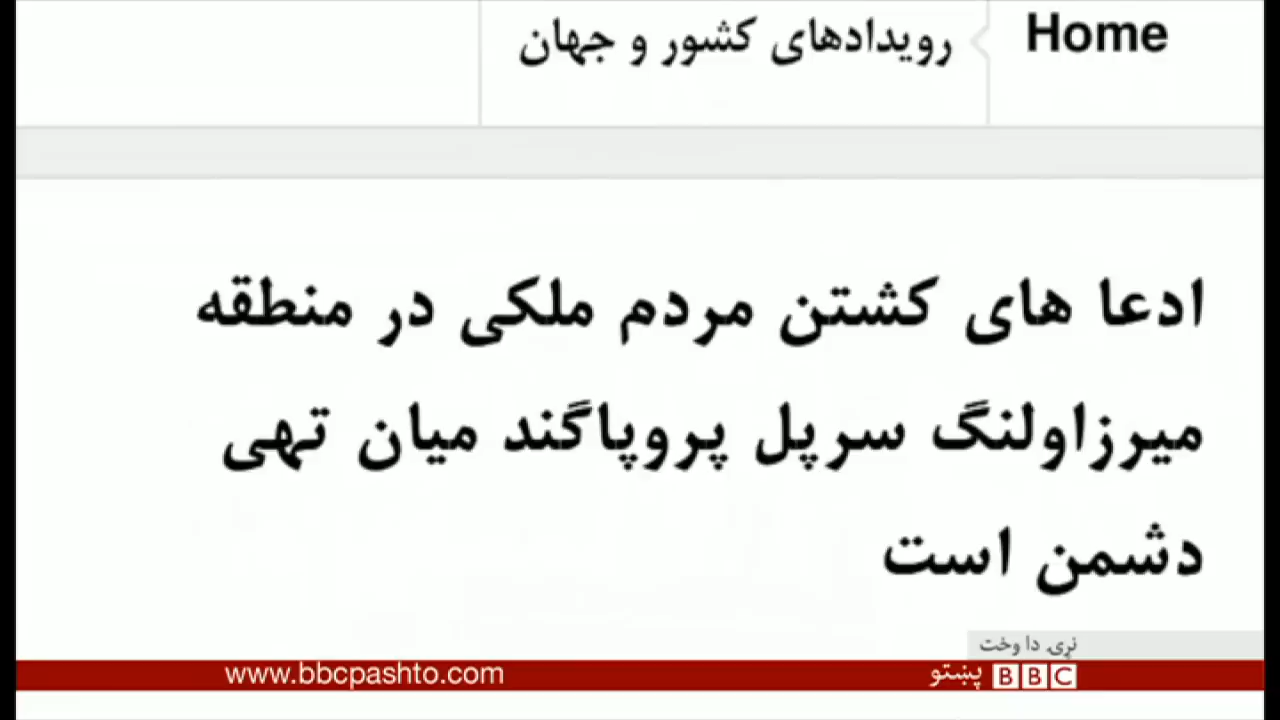 Home
رویدادهای کشور و جهان
ادعا های کشتن مردم ملکی در منطقه
میرزاولنگ سرپل پروپاگند میان تهی
دشمن است
نړۍ دا وخت
BBC پښتو
www.bbcpashto.com